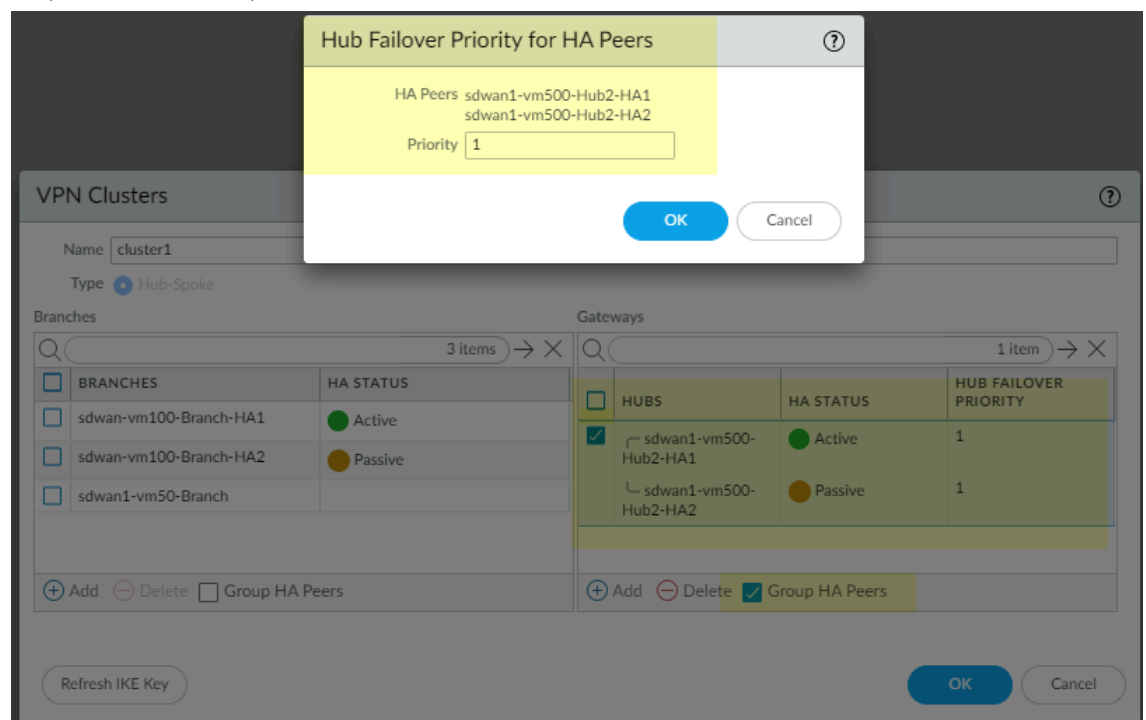 Hub Failover Priority for HA Peers
HA Peers sdwan1-vm500-Hub2-HA1
sdwan1-vm500-Hub2-HA2
Priority 1
OK Cancel
VPN Clusters
Name cluster1
Type Hub-Spoke
Branches
3 items
BRANCHES HA STATUS
sdwan-vm100-Branch-HA1 Active
sdwan-vm100-Branch-HA2 Passive
sdwan1-vm50-Branch
Add Delete Group HA Peers
Gateways
1 item
HUBS HA STATUS HUB FAILOVER
PRIORITY
sdwan1-vm500- Active 1
Hub2-HA1
sdwan1-vm500- Passive 1
Hub2-HA2
Add Delete Group HA Peers
Refresh IKE Key
OK Cancel